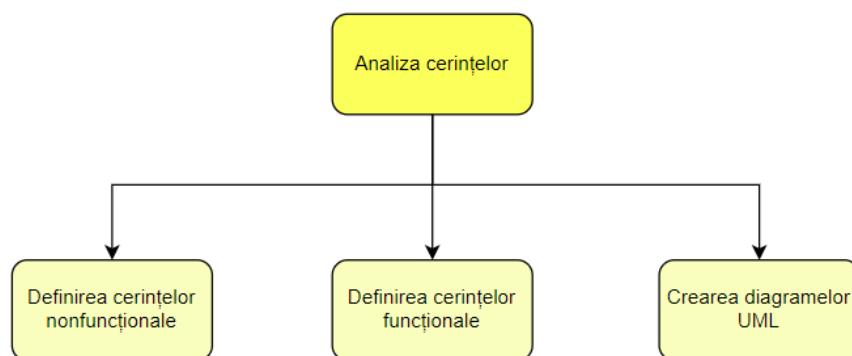 Analiza cerințelor
Definirea cerințelor
nonfuncționale
Definirea cerințelor
funcționale
Crearea diagramelor
UML